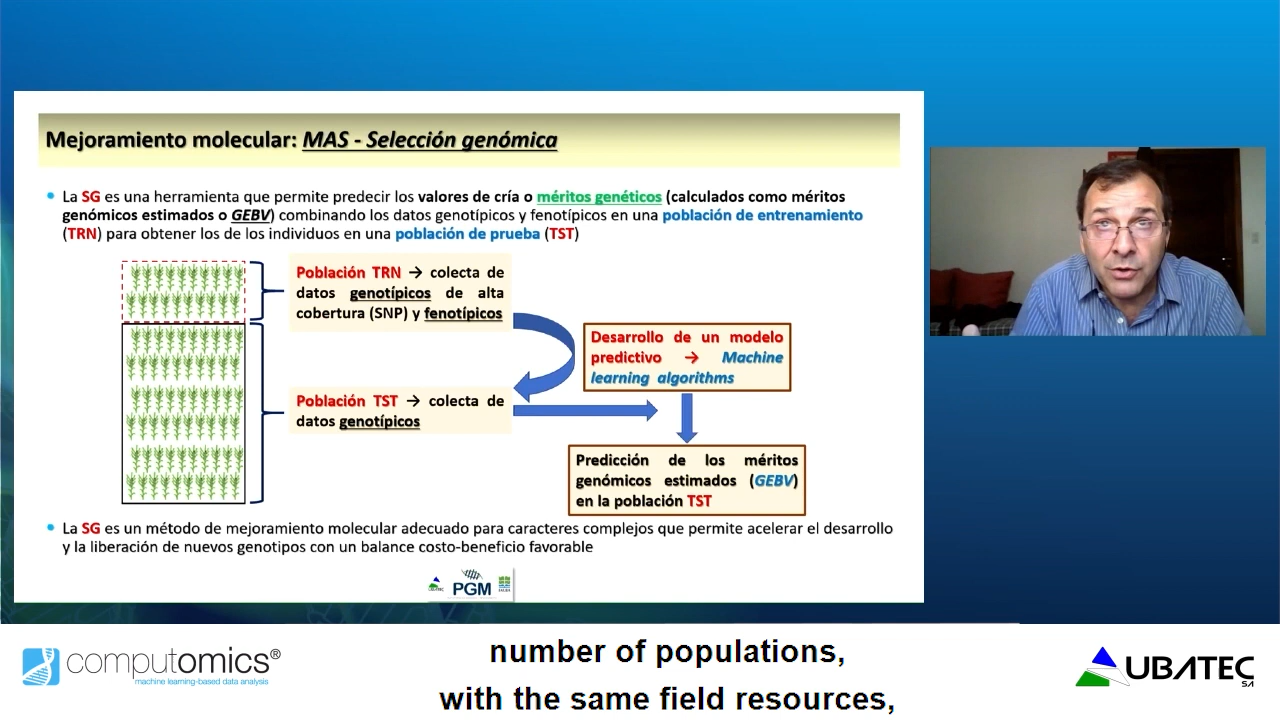 Mejoramiento molecular: MAS - Selección genómica
La SG es una herramienta que permite predecir los valores de cría o méritos genéticos (calculados como méritos
genómicos estimados o GEBV) combinando los datos genotípicos y fenotípicos en una población de entrenamiento
(TRN) para obtener los de los individuos en una población de prueba (TST)
Población TRN → colecta de
datos genotípicos de alta
cobertura (SNP) y fenotípicos
Desarrollo de un modelo
predictivo → Machine
learning algorithms
Población TST → colecta de
datos genotípicos
Predicción de los méritos
genómicos estimados (GEBV)
en la población TST
La SG es un método de mejoramiento molecular adecuado para caracteres complejos que permite acelerar el desarrollo
y la liberación de nuevos genotipos con un balance costo-beneficio favorable
UBATEC
PGM
computomics®
machine learning-based data analysis
number of populations,
with the same field resources,
UBATEC
SA